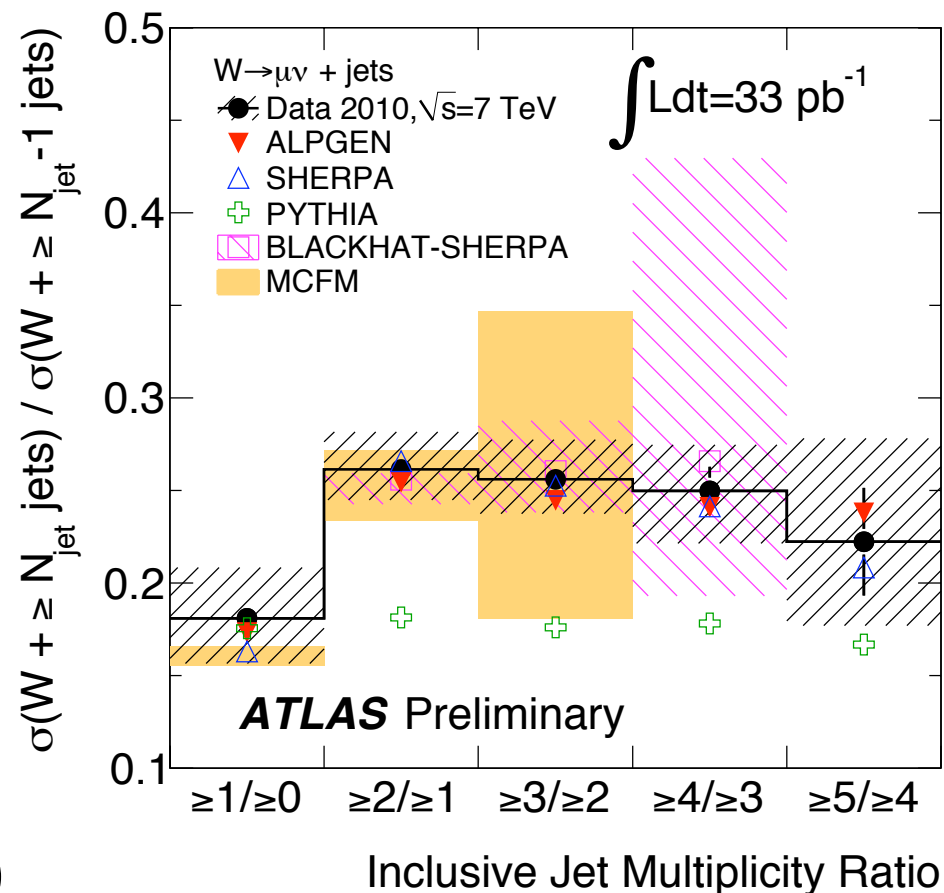 σ(W + ≥ N_jet jets) / σ(W + ≥ N_jet -1 jets)
0.5
0.4
0.3
0.2
0.1
W→μν + jets
Data 2010,√s=7 TeV
ALPGEN
SHERPA
PYTHIA
BLACKHAT-SHERPA
MCFM
∫Ldt=33 pb⁻¹
ATLAS Preliminary
≥1/≥0 ≥2/≥1 ≥3/≥2 ≥4/≥3 ≥5/≥4
)
Inclusive Jet Multiplicity Ratio